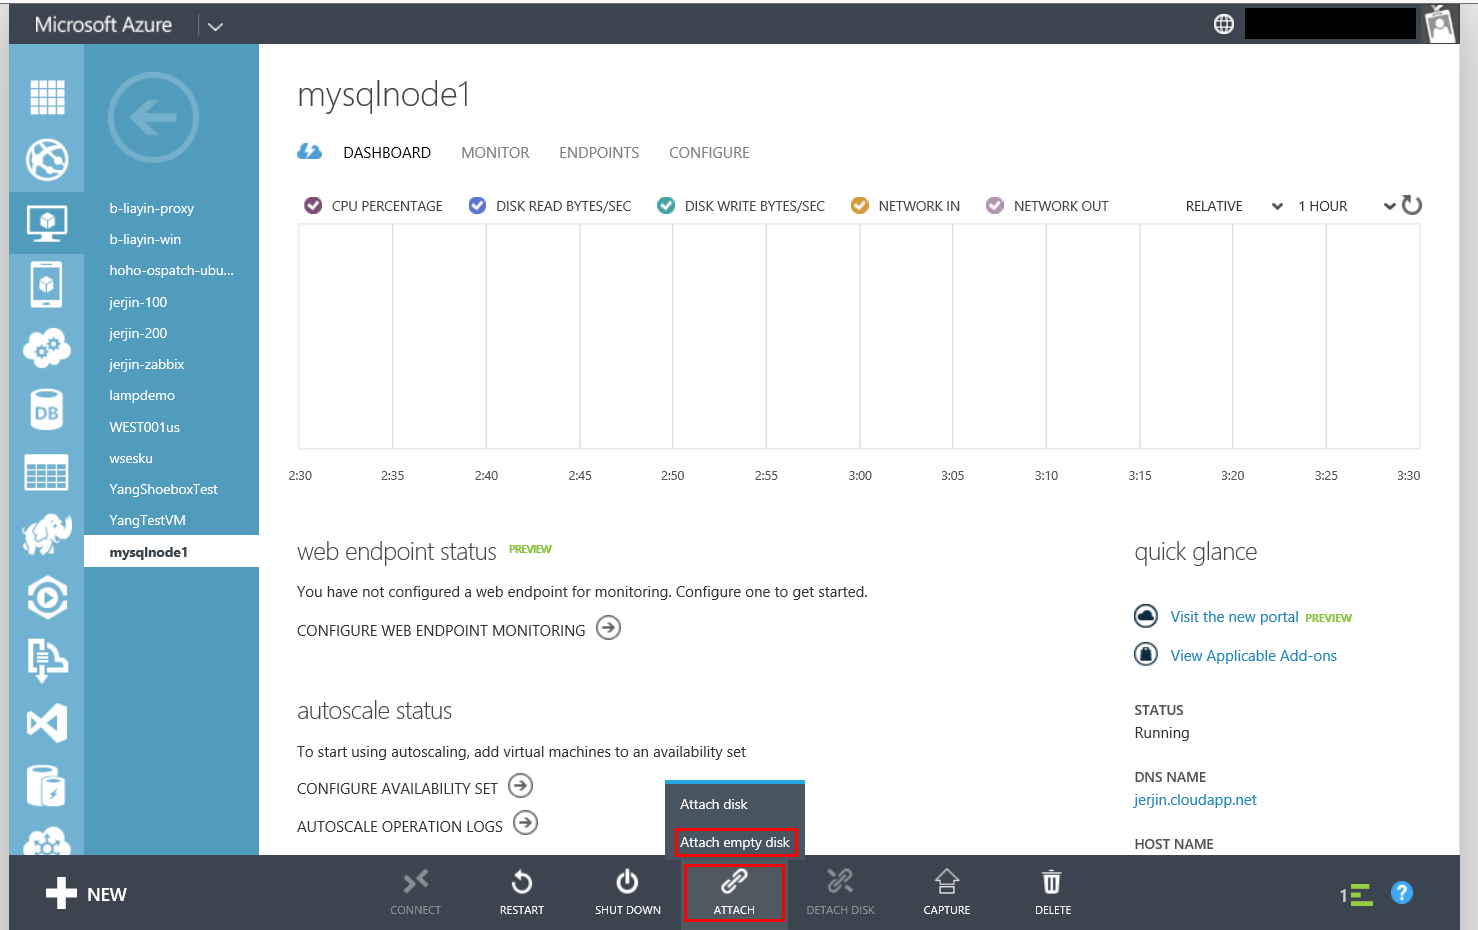 Microsoft Azure
b-liayin-proxy
b-liayin-win
hoho-ospatch-ubu...
jerjin-100
jerjin-200
jerjin-zabbix
lampdemo
WEST001us
wsesku
YangShoeboxTest
YangTestVM
mysqlnode1
DB
mysqlnode1
DASHBOARD MONITOR ENDPOINTS CONFIGURE
CPU PERCENTAGE DISK READ BYTES/SEC DISK WRITE BYTES/SEC NETWORK IN NETWORK OUT RELATIVE 1 HOUR
2:30 2:35 2:40 2:45 2:50 2:55 3:00 3:05 3:10 3:15 3:20 3:25 3:30
web endpoint status PREVIEW
You have not configured a web endpoint for monitoring. Configure one to get started.
CONFIGURE WEB ENDPOINT MONITORING
autoscale status
To start using autoscaling, add virtual machines to an availability set
CONFIGURE AVAILABILITY SET
AUTOSCALE OPERATION LOGS
quick glance
Visit the new portal PREVIEW
View Applicable Add-ons
STATUS
Running
DNS NAME
jerjin.cloudapp.net
HOST NAME
Attach disk
Attach empty disk
NEW
CONNECT RESTART SHUT DOWN ATTACH DETACH DISK CAPTURE DELETE
1
?